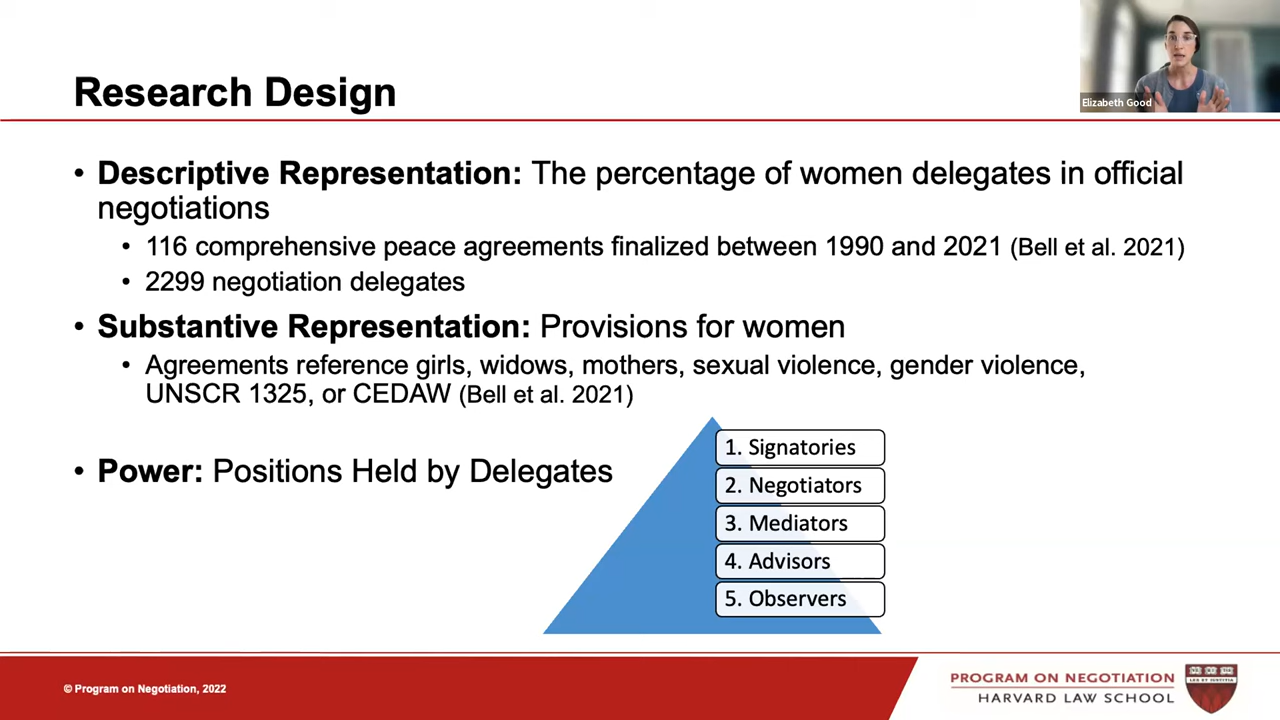 Research Design
Elizabeth Good
• Descriptive Representation: The percentage of women delegates in official
negotiations
• 116 comprehensive peace agreements finalized between 1990 and 2021 (Bell et al. 2021)
• 2299 negotiation delegates
• Substantive Representation: Provisions for women
• Agreements reference girls, widows, mothers, sexual violence, gender violence,
UNSCR 1325, or CEDAW (Bell et al. 2021)
• Power: Positions Held by Delegates
1. Signatories
2. Negotiators
3. Mediators
4. Advisors
5. Observers
© Program on Negotiation, 2022
PROGRAM ON NEGOTIATION
HARVARD LAW SCHOOL